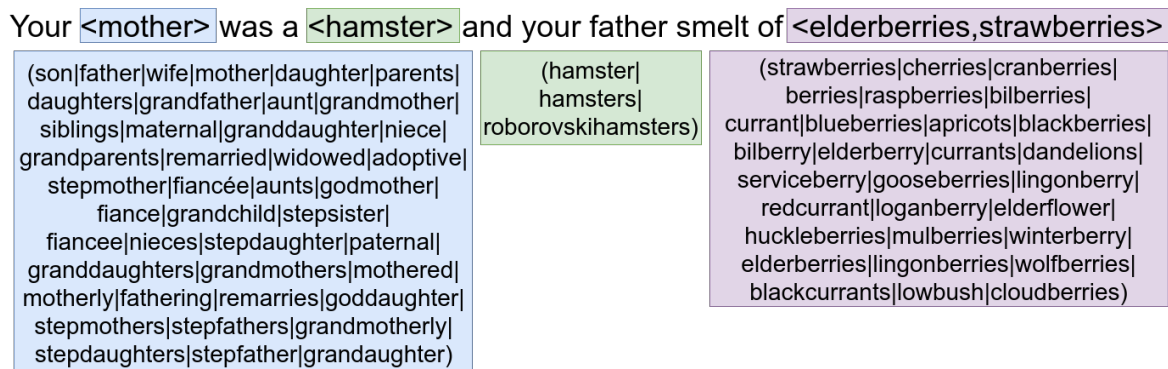 Your <mother> was a <hamster> and your father smelt of <elderberries,strawberries>
(son|father|wife|mother|daughter|parents|
daughters|grandfather|aunt|grandmother|
siblings|maternal|granddaughter|niece|
grandparents|remarried|widowed|adoptive|
stepmother|fiancée|aunts|godmother|
fiance|grandchild|stepsister|
fiancee|nieces|stepdaughter|paternal|
granddaughters|grandmothers|mothered|
motherly|fathering|remarries|goddaughter|
stepmothers|stepfathers|grandmotherly|
stepdaughters|stepfather|grandaughter)
(hamster|
hamsters|
roborovskihamsters)
(strawberries|cherries|cranberries|
berries|raspberries|bilberries|
currant|blueberries|apricots|blackberries|
bilberry|elderberry|currants|dandelions|
serviceberry|gooseberries|lingonberry|
redcurrant|loganberry|elderflower|
huckleberries|mulberries|winterberry|
elderberries|lingonberries|wolfberries|
blackcurrants|lowbush|cloudberries)